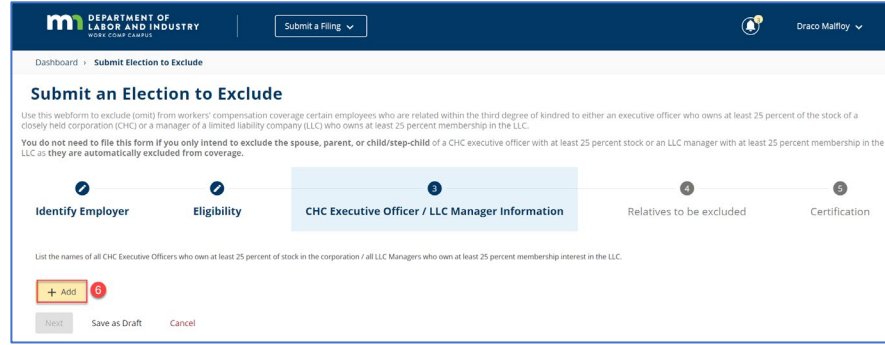 DEPARTMENT OF
LABOR AND INDUSTRY
WORK COMP CAMPUS
Submit a Filing
Draco Malfloy
Dashboard › Submit Election to Exclude
Submit an Election to Exclude
Use this webform to exclude (omit) from workers' compensation coverage certain employees who are related within the third degree of kindred to either an executive officer who owns at least 25 percent of the stock of a
closely held corporation (CHC) or a manager of a limited liability company (LLC) who owns at least 25 percent membership in the LLC.
You do not need to file this form if you only intend to exclude the spouse, parent, or child/step-child of a CHC executive officer with at least 25 percent stock or an LLC manager with at least 25 percent membership in the
LLC as they are automatically excluded from coverage.
3 4 5
Identify Employer Eligibility CHC Executive Officer / LLC Manager Information Relatives to be excluded Certification
List the names of all CHC Executive Officers who own at least 25 percent of stock in the corporation / all LLC Managers who own at least 25 percent membership interest in the LLC.
+ Add 6
Next Save as Draft Cancel